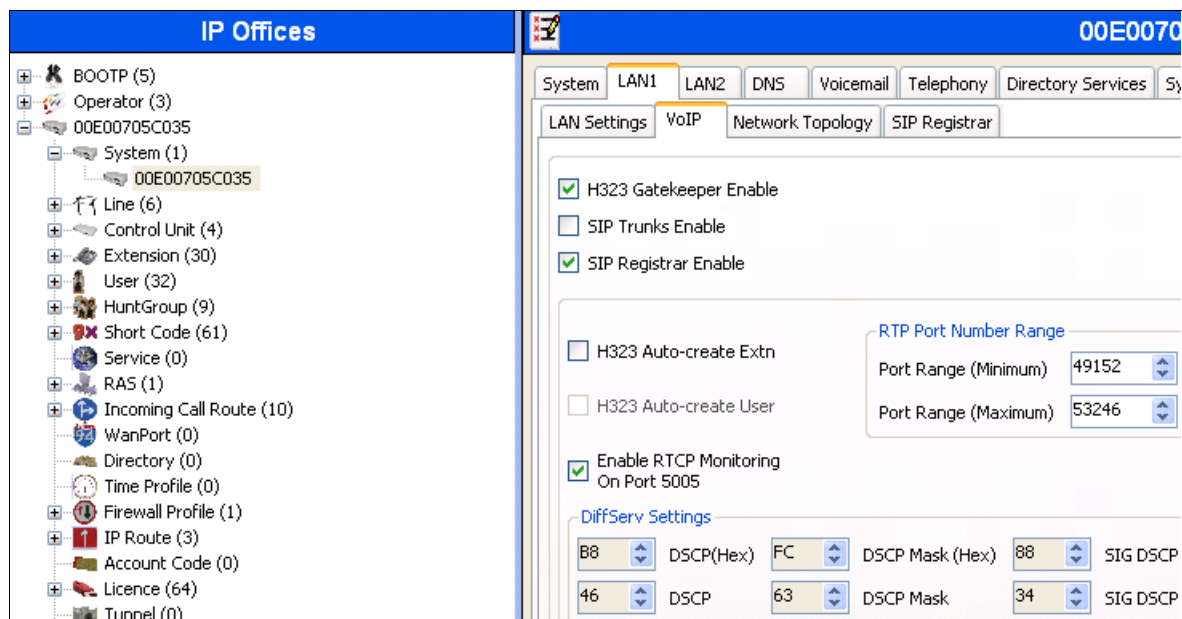 IP Offices
BOOTP (5)
Operator (3)
00E00705C035
System (1)
00E00705C035
Line (6)
Control Unit (4)
Extension (30)
User (32)
HuntGroup (9)
Short Code (61)
Service (0)
RAS (1)
Incoming Call Route (10)
WanPort (0)
Directory (0)
Time Profile (0)
Firewall Profile (1)
IP Route (3)
Account Code (0)
Licence (64)
Tunnel (0)
00E0070
System LAN1 LAN2 DNS Voicemail Telephony Directory Services Sy
LAN Settings VoIP Network Topology SIP Registrar
H323 Gatekeeper Enable
SIP Trunks Enable
SIP Registrar Enable
H323 Auto-create Extn
H323 Auto-create User
RTP Port Number Range
Port Range (Minimum) 49152
Port Range (Maximum) 53246
Enable RTCP Monitoring
On Port 5005
DiffServ Settings
B8 DSCP(Hex) FC DSCP Mask (Hex) 88 SIG DSCP
46 DSCP 63 DSCP Mask 34 SIG DSCP